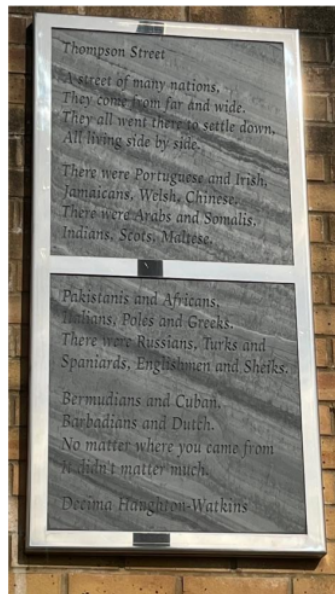 Thompson Street
A street of many nations,
They come from far and wide.
They all went there to settle down,
All living side by side.
There were Portuguese and Irish,
Jamaicans, Welsh, Chinese.
There were Arabs and Somalis,
Indians, Scots, Maltese.
Pakistanis and Africans,
Italians, Poles and Greeks.
There were Russians, Turks and
Spaniards, Englishmen and Sheiks.
Bermudians and Cuban,
Barbadians and Dutch.
No matter where you came from
It didn't matter much.
Decima Haughton-Watkins